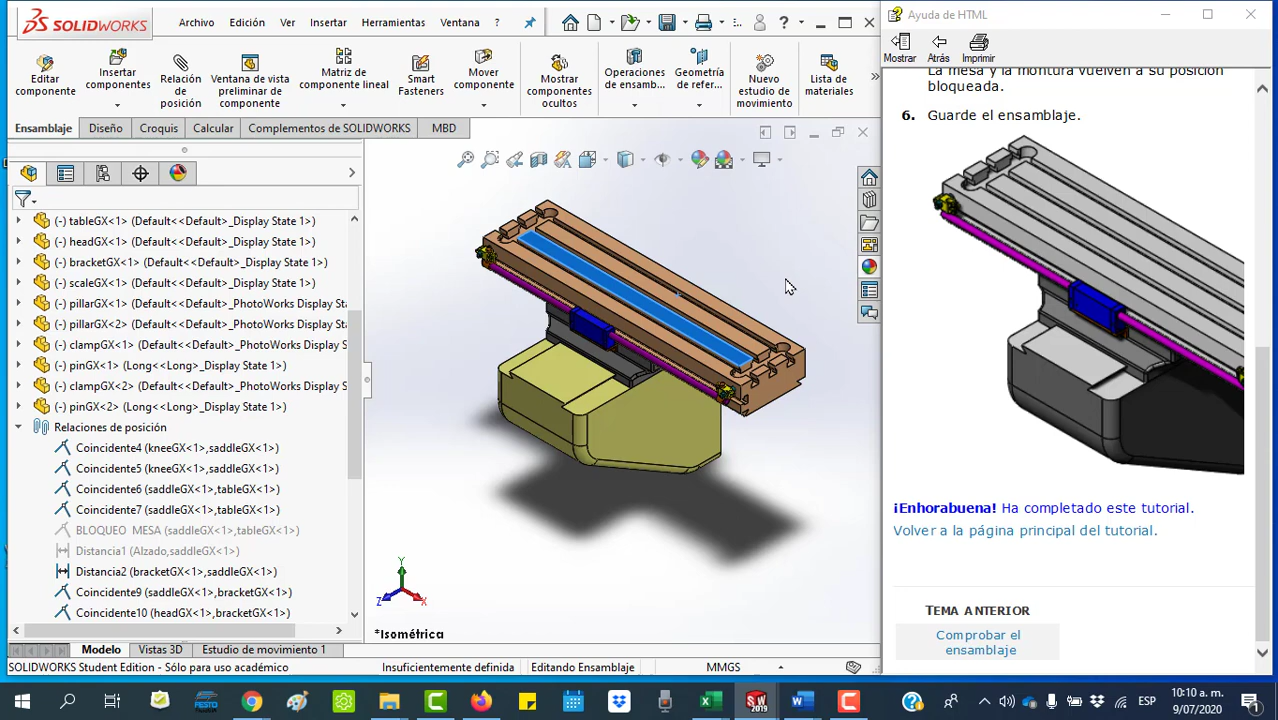 SOLIDWORKS
Archivo Edición Ver Insertar Herramientas Ventana ?
Editar componente
Insertar componentes
Relación de posición
Ventana de vista preliminar de componente
Matriz de componente lineal
Smart Fasteners
Mover componente
Mostrar componentes ocultos
Operaciones de ensamb...
Geometría de refer...
Nuevo estudio de movimiento
Lista de materiales
Ensamblaje Diseño Croquis Calcular Complementos de SOLIDWORKS MBD
(-) tableGX<1> (Default<<Default>_Display State 1>)
(-) headGX<1> (Default<<Default>_Display State 1>)
(-) bracketGX<1> (Default<<Default>_Display State 1>)
(-) scaleGX<1> (Default<<Default>_Display State 1>)
(-) pillarGX<1> (Default<<Default>_PhotoWorks Display St
(-) pillarGX<2> (Default<<Default>_PhotoWorks Display St
(-) clampGX<1> (Default<<Default>_PhotoWorks Display S
(-) pinGX<1> (Long<<Long>_Display State 1>)
(-) clampGX<2> (Default<<Default>_PhotoWorks Display S
(-) pinGX<2> (Long<<Long>_Display State 1>)
Relaciones de posición
Coincidente4 (kneeGX<1>,saddleGX<1>)
Coincidente5 (kneeGX<1>,saddleGX<1>)
Coincidente6 (saddleGX<1>,tableGX<1>)
Coincidente7 (saddleGX<1>,tableGX<1>)
BLOQUEO MESA (saddleGX<1>,tableGX<1>)
Distancia1 (Alzado,saddleGX<1>)
Distancia2 (bracketGX<1>,saddleGX<1>)
Coincidente9 (saddleGX<1>,bracketGX<1>)
Coincidente10 (headGX<1>,bracketGX<1>)
Y
Z
X
*Isométrica
Modelo Vistas 3D Estudio de movimiento 1
SOLIDWORKS Student Edition - Sólo para uso académico Insuficientemente definida Editando Ensamblaje MMGS
Ayuda de HTML
Mostrar Atrás Imprimir
La mesa y la montura vuelven a su posición
bloqueada.
6. Guarde el ensamblaje.
¡Enhorabuena! Ha completado este tutorial.
Volver a la página principal del tutorial.
TEMA ANTERIOR
Comprobar el
ensamblaje
FESTO
SW
2019
ESP
10:10 a. m.
9/07/2020
1